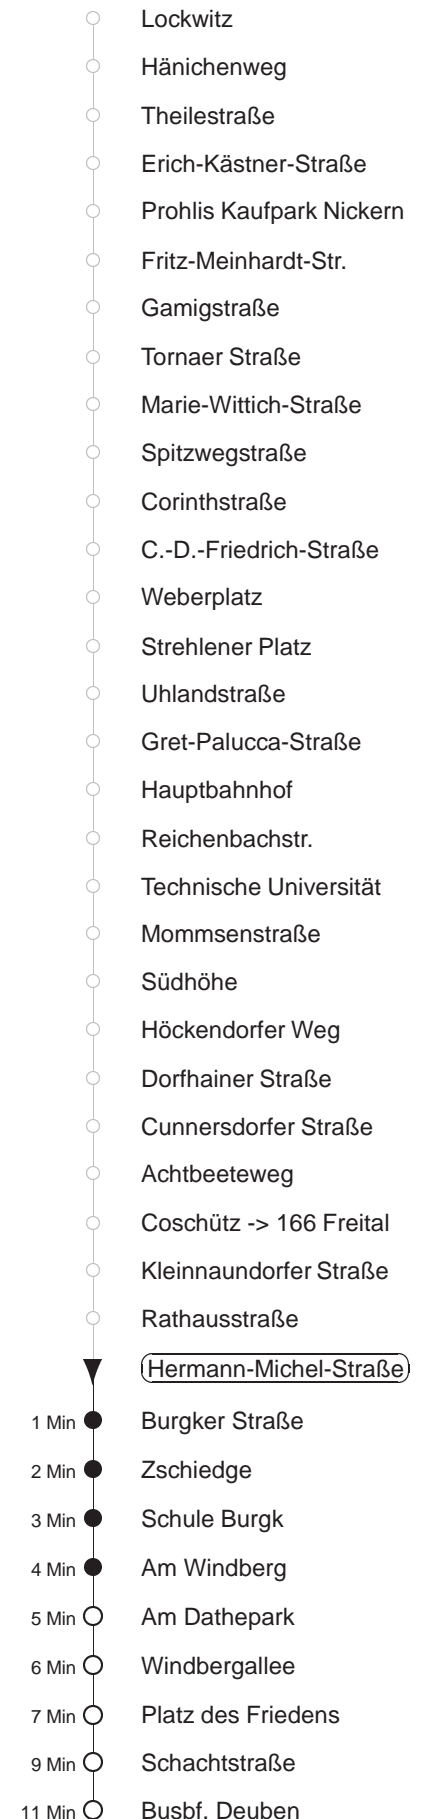 Lockwitz
Hänichenweg
Theilestraße
Erich-Kästner-Straße
Prohlis Kaufpark Nickern
Fritz-Meinhardt-Str.
Gamigstraße
Tornaer Straße
Marie-Wittich-Straße
Spitzwegstraße
Corinthstraße
C.-D.-Friedrich-Straße
Weberplatz
Strehlener Platz
Uhlandstraße
Gret-Palucca-Straße
Hauptbahnhof
Reichenbachstr.
Technische Universität
Mommsenstraße
Südhöhe
Höckendorfer Weg
Dorfhainer Straße
Cunnersdorfer Straße
Achtbeeteweg
Coschütz -> 166 Freital
Kleinnaundorfer Straße
Rathausstraße
Hermann-Michel-Straße
1 Min Burgker Straße
2 Min Zschiedge
3 Min Schule Burgk
4 Min Am Windberg
5 Min Am Dathepark
6 Min Windbergallee
7 Min Platz des Friedens
9 Min Schachtstraße
11 Min Busbf. Deuben